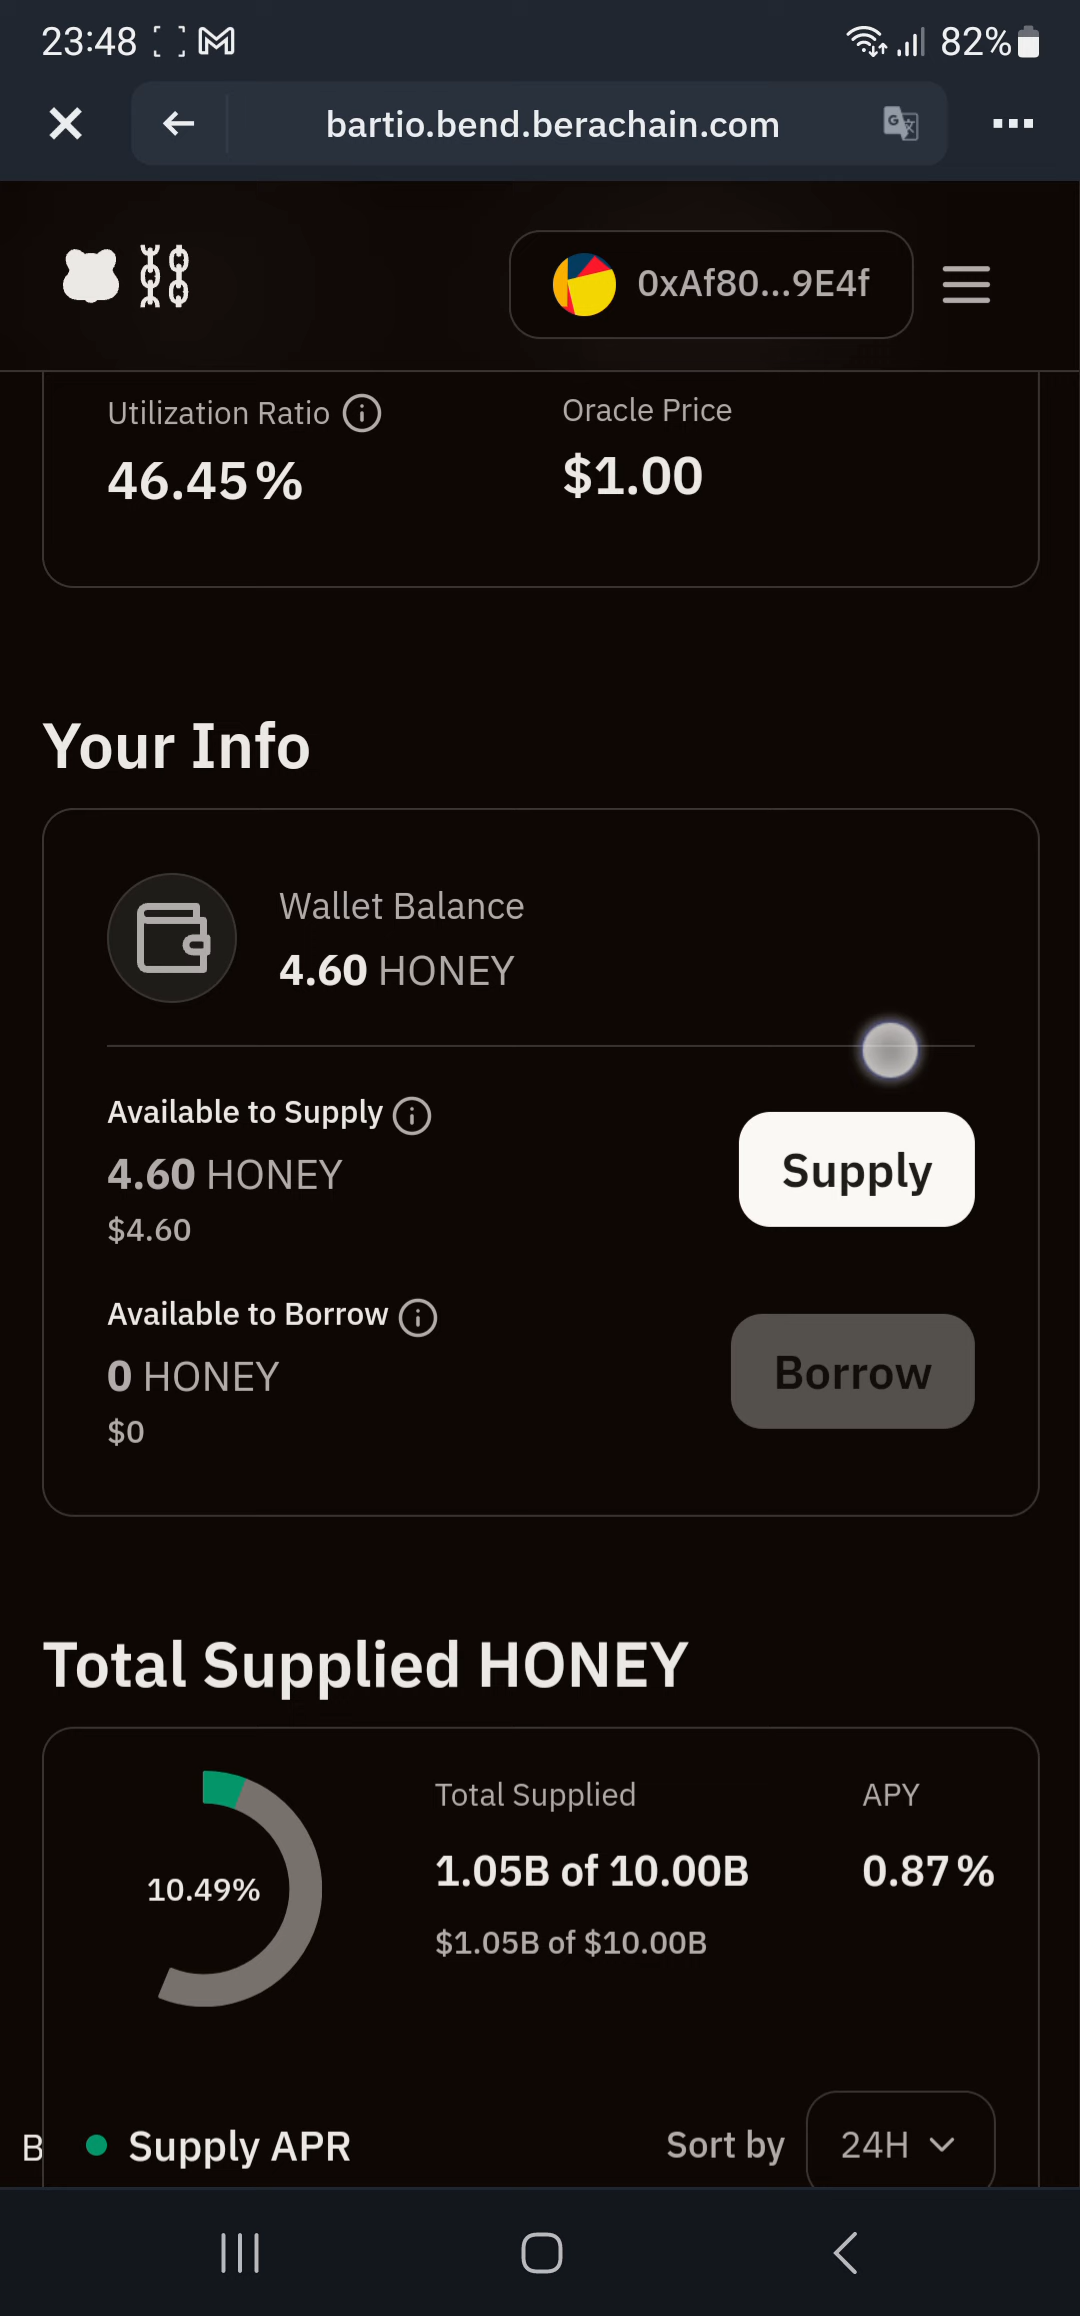 23:48
82%
bartio.bend.berachain.com
0xAf80...9E4f
Utilization Ratio
Oracle Price
46.45%
$1.00
Your Info
Wallet Balance
4.60 HONEY
Available to Supply
4.60 HONEY
$4.60
Supply
Available to Borrow
0 HONEY
$0
Borrow
Total Supplied HONEY
10.49%
Total Supplied
APY
1.05B of 10.00B
0.87%
$1.05B of $10.00B
B
Supply APR
Sort by
24H